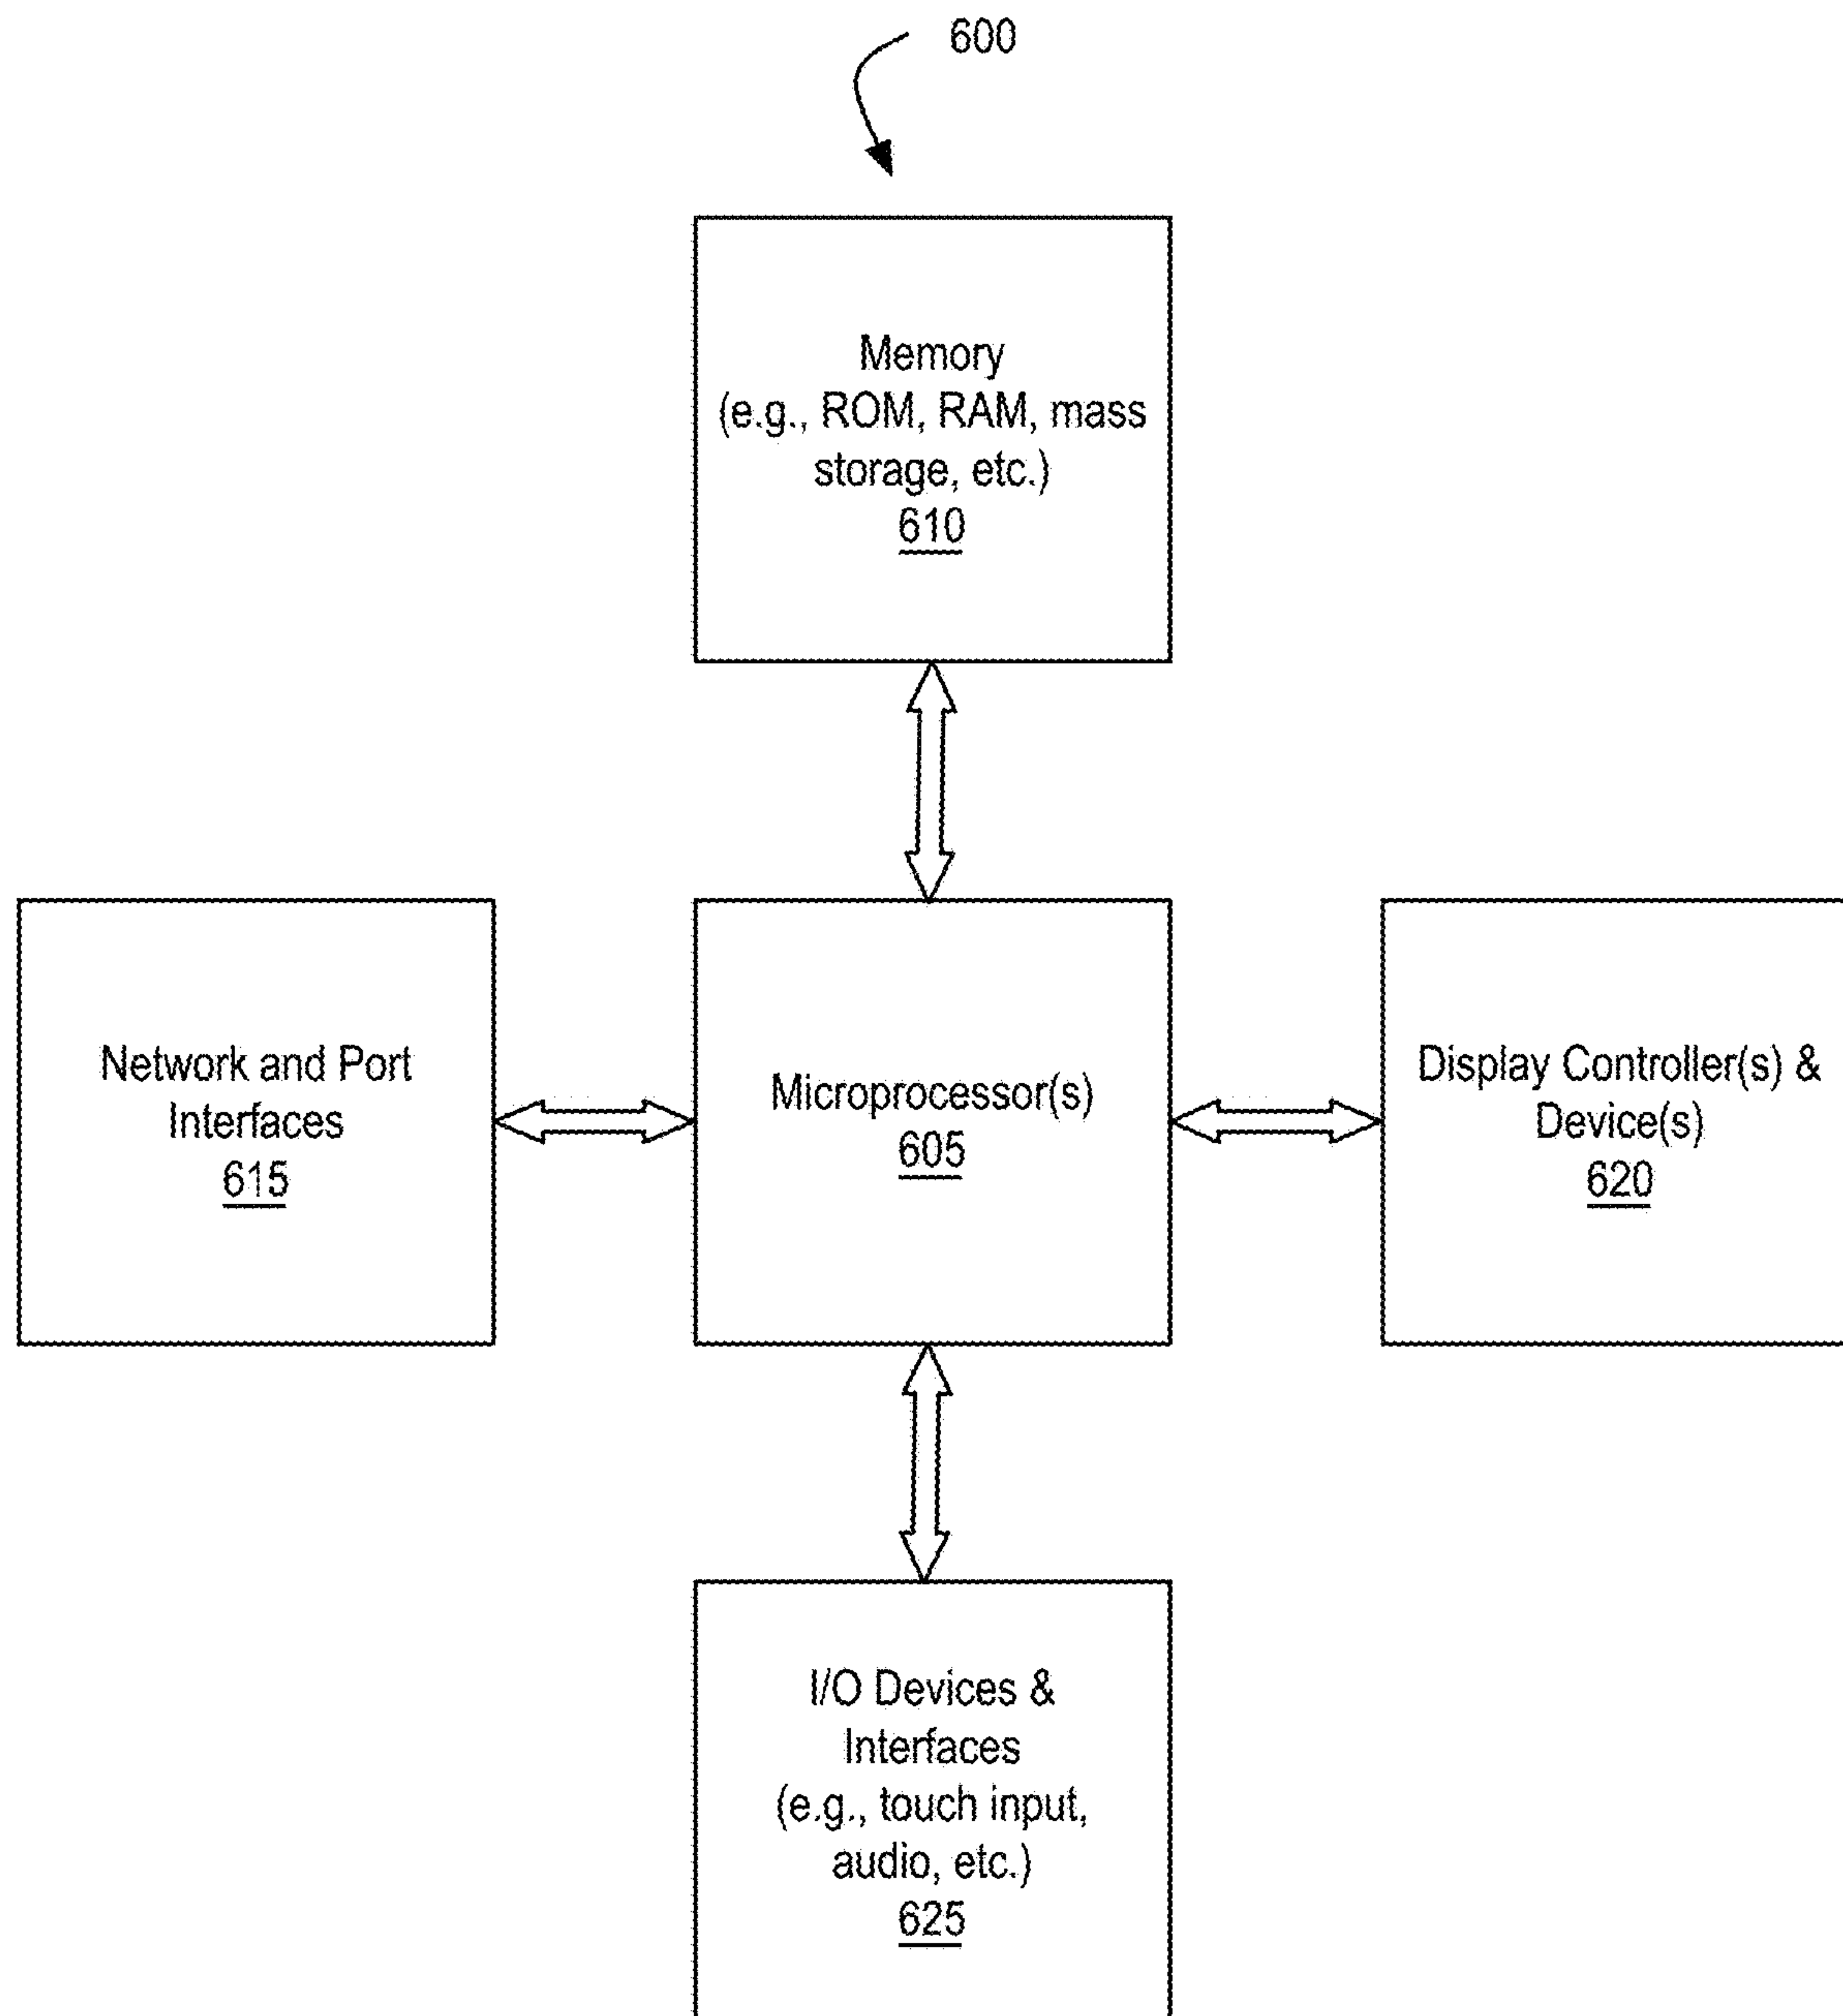 600
Memory
(e.g., ROM, RAM, mass
storage, etc.)
610
Network and Port
Interfaces
615
Microprocessor(s)
605
Display Controller(s) &
Device(s)
620
I/O Devices &
Interfaces
(e.g., touch input,
audio, etc.)
625